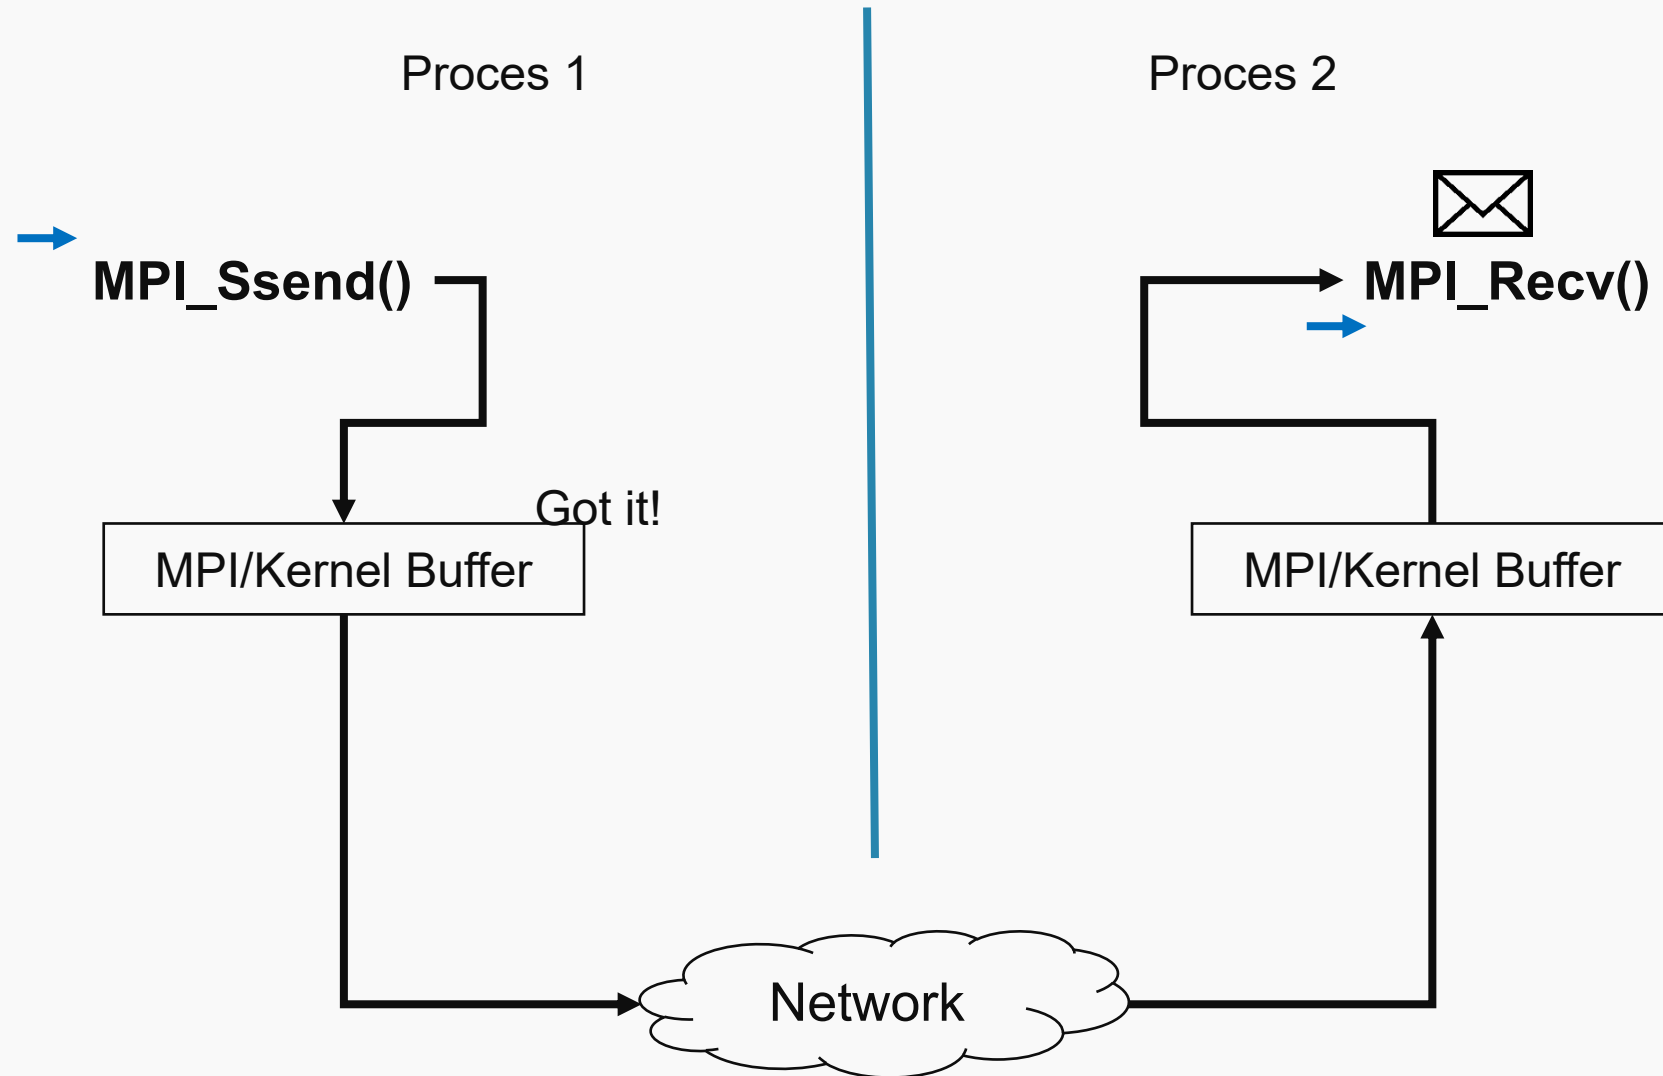 Proces 1
Proces 2
MPI_Ssend()
MPI_Recv()
Got it!
MPI/Kernel Buffer
MPI/Kernel Buffer
Network